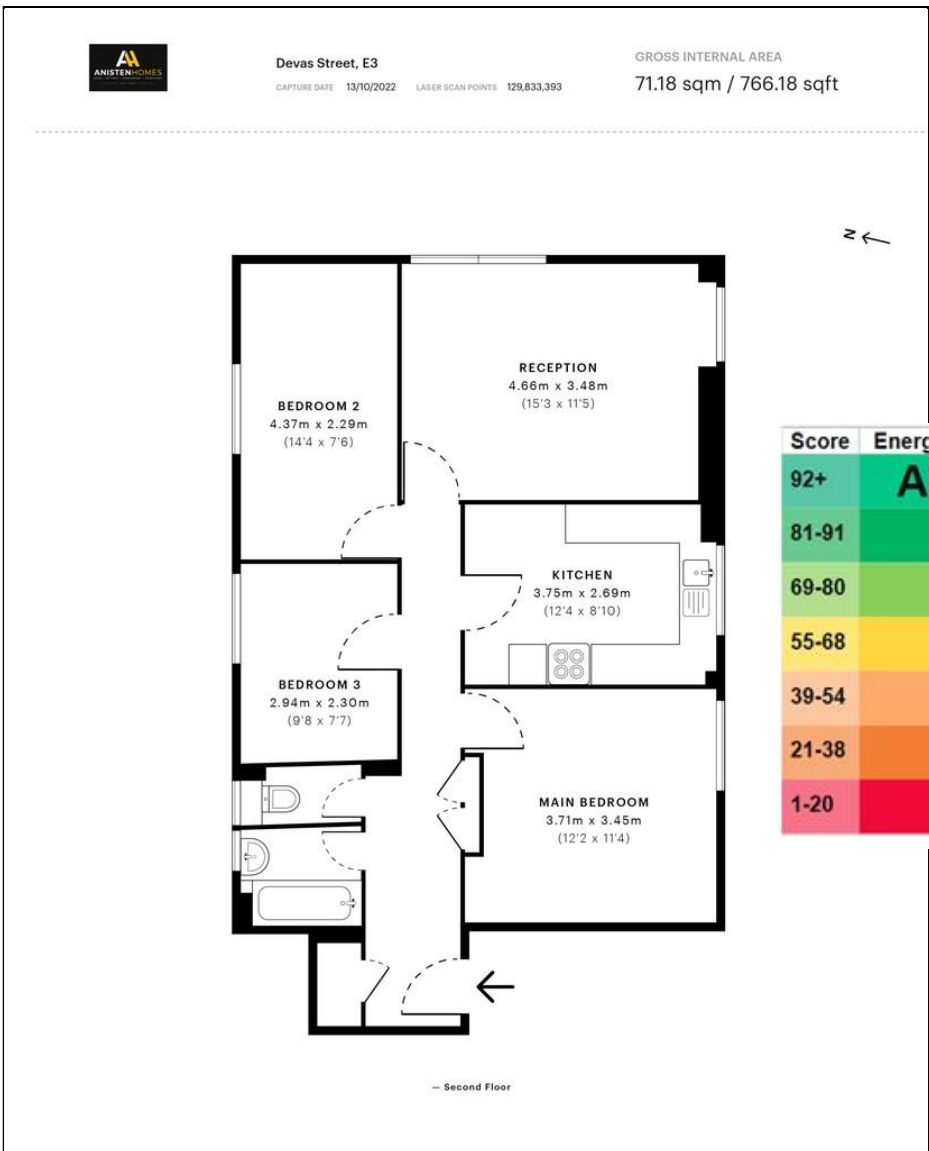 ANISTENHOMES
Devas Street, E3
CAPTURE DATE 13/10/2022 LASER SCAN POINTS 129,833,393
GROSS INTERNAL AREA
71.18 sqm / 766.18 sqft
N
RECEPTION
4.66m x 3.48m
(15'3 x 11'5)
BEDROOM 2
4.37m x 2.29m
(14'4 x 7'6)
KITCHEN
3.75m x 2.69m
(12'4 x 8'10)
BEDROOM 3
2.94m x 2.30m
(9'8 x 7'7)
MAIN BEDROOM
3.71m x 3.45m
(12'2 x 11'4)
— Second Floor
Score Energ
92+ A
81-91
69-80
55-68
39-54
21-38
1-20